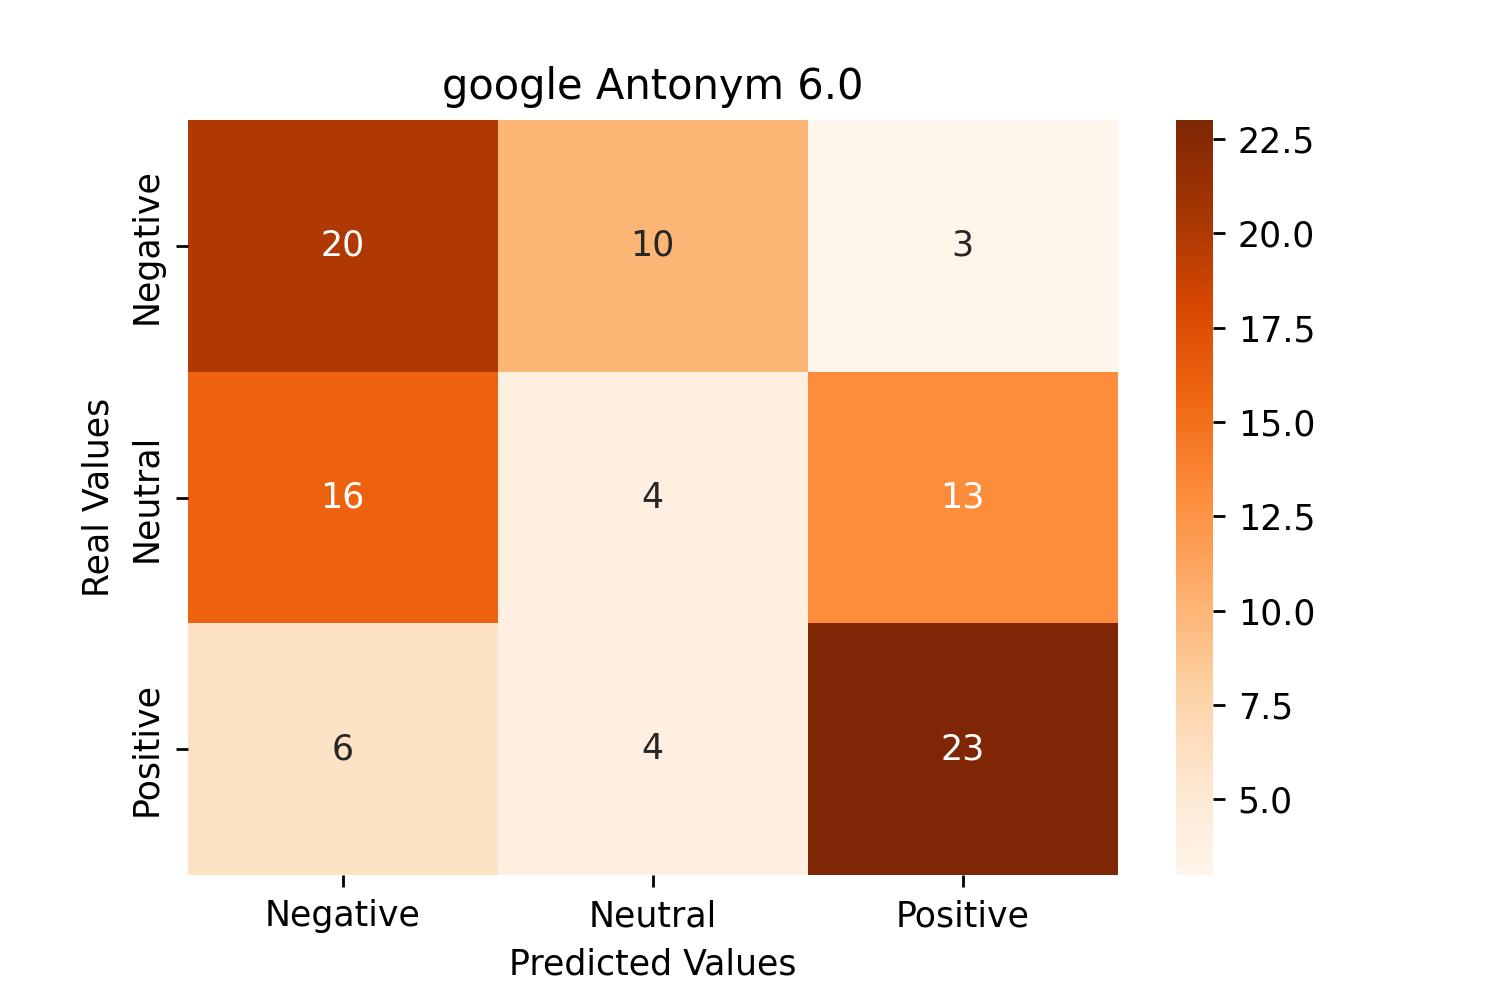 google Antonym 6.0
Real Values
Negative
20
10
3
Neutral
16
4
13
Positive
6
4
23
Negative
Neutral
Positive
Predicted Values
22.5
20.0
17.5
15.0
12.5
10.0
7.5
5.0